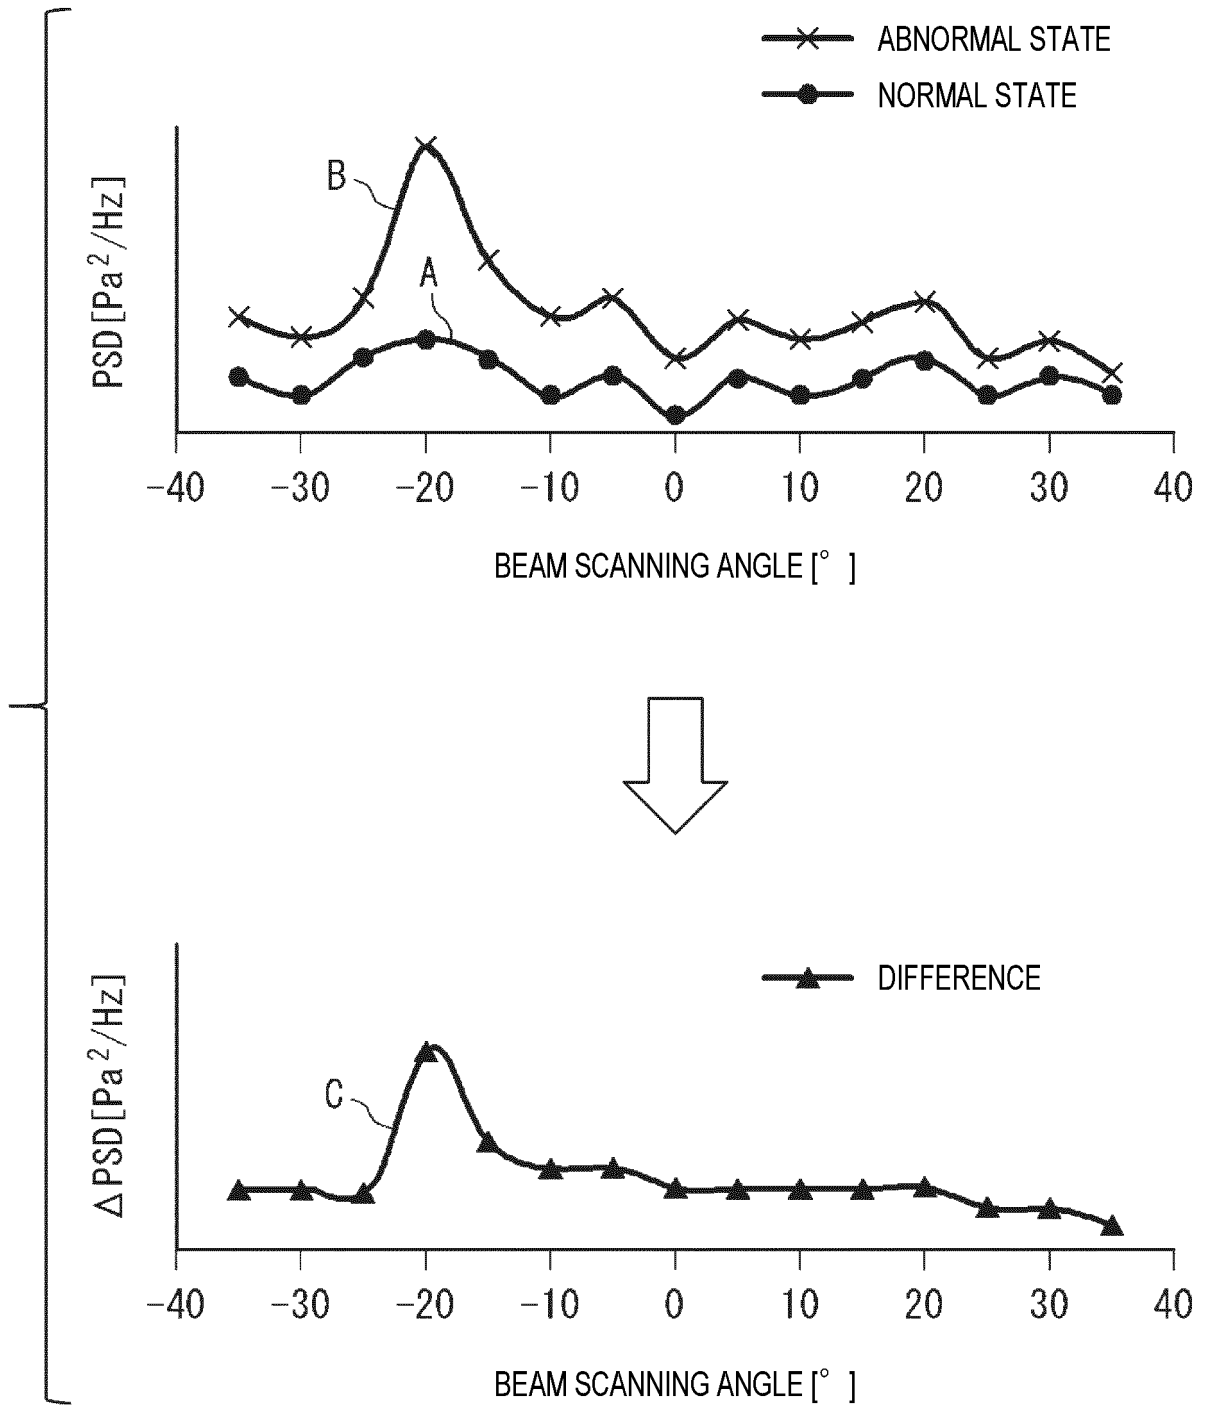 ABNORMAL STATE
NORMAL STATE
B
A
PSD[Pa²/Hz]
-40 -30 -20 -10 0 10 20 30 40
BEAM SCANNING ANGLE [° ]
DIFFERENCE
C
ΔPSD[Pa²/Hz]
-40 -30 -20 -10 0 10 20 30 40
BEAM SCANNING ANGLE [° ]